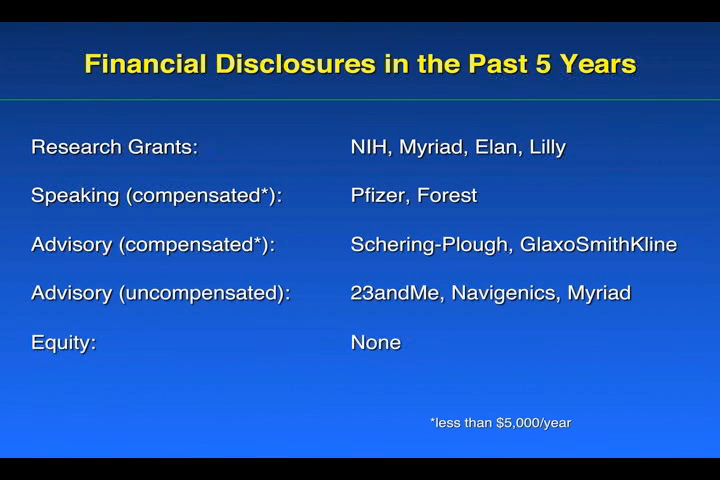 Financial Disclosures in the Past 5 Years
Research Grants: NIH, Myriad, Elan, Lilly
Speaking (compensated*): Pfizer, Forest
Advisory (compensated*): Schering-Plough, GlaxoSmithKline
Advisory (uncompensated): 23andMe, Navigenics, Myriad
Equity: None
*less than $5,000/year